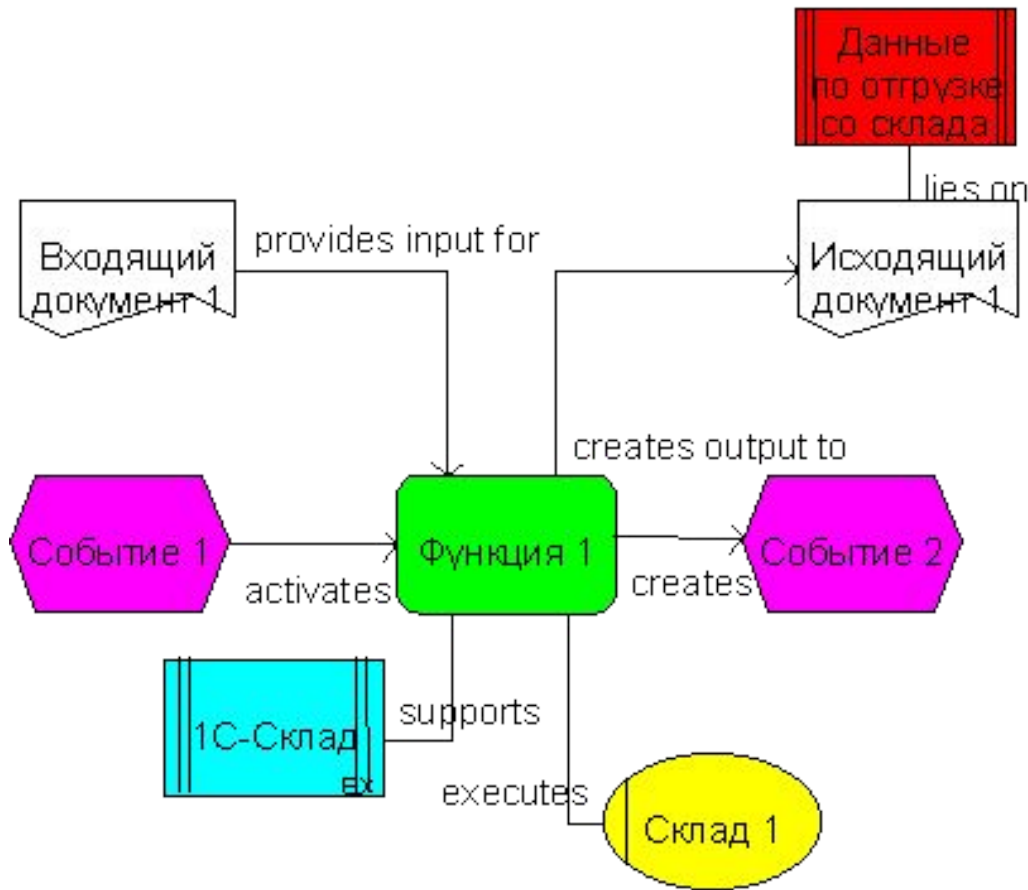 Данные
по отгрузке
со склада
lies on
Входящий
документ 1
provides input for
Исходящий
документ 1
creates output to
Событие 1
activates
Функция 1
creates
Событие 2
1С-Склад
supports
executes
Склад 1